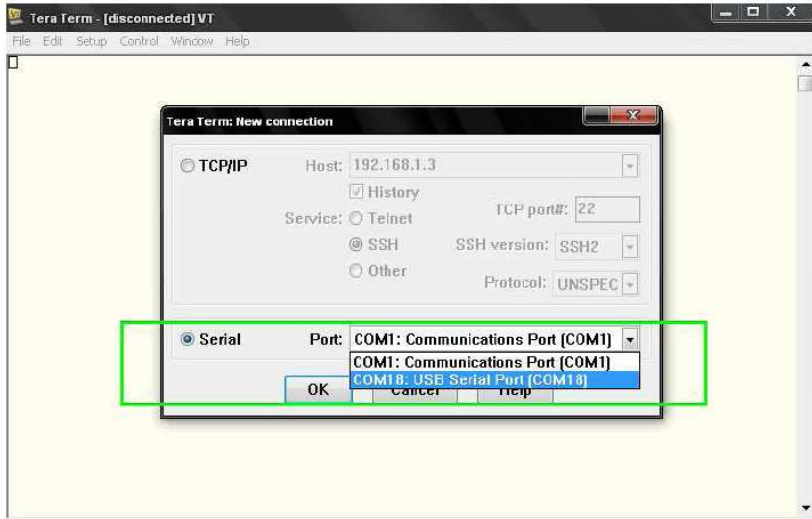 Tera Term - [disconnected] VT
File Edit Setup Control Window Help
Tera Term: New connection
TCP/IP Host: 192.168.1.3
History
Service: Telnet TCP port#: 22
SSH SSH version: SSH2
Other Protocol: UNSPEC
Serial Port: COM1: Communications Port (COM1)
COM1: Communications Port (COM1)
COM18: USB Serial Port (COM18)
OK Cancel Help